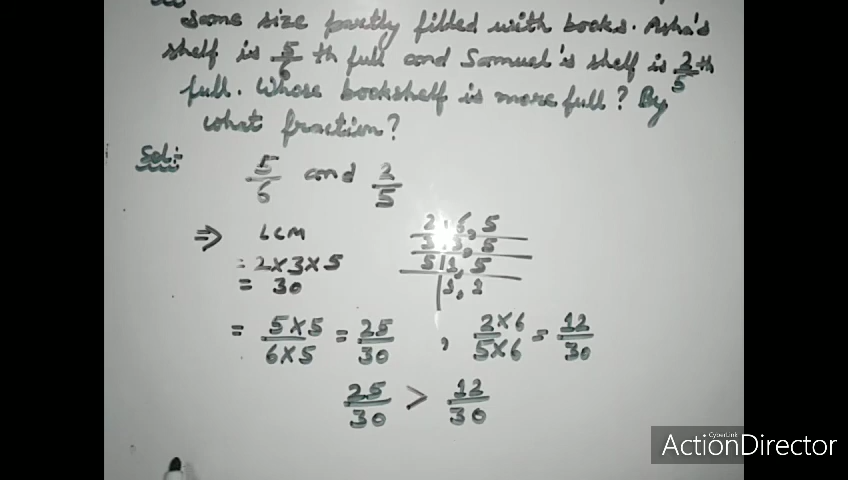 same size partly filled with books. Asha's
shelf is 5/6 th full and Samual's shelf is 2/5 th
full. Whose bookshelf is more full? By
what fraction?
Sol:-
5/6 and 2/5
⇒ LCM
= 2×3×5
= 30
2 | 6, 5
3 | 3, 5
5 | 1, 5
| 1, 1
= 5×5/6×5 = 25/30 , 2×6/5×6 = 12/30
25/30 > 12/30
CyberLink
ActionDirector